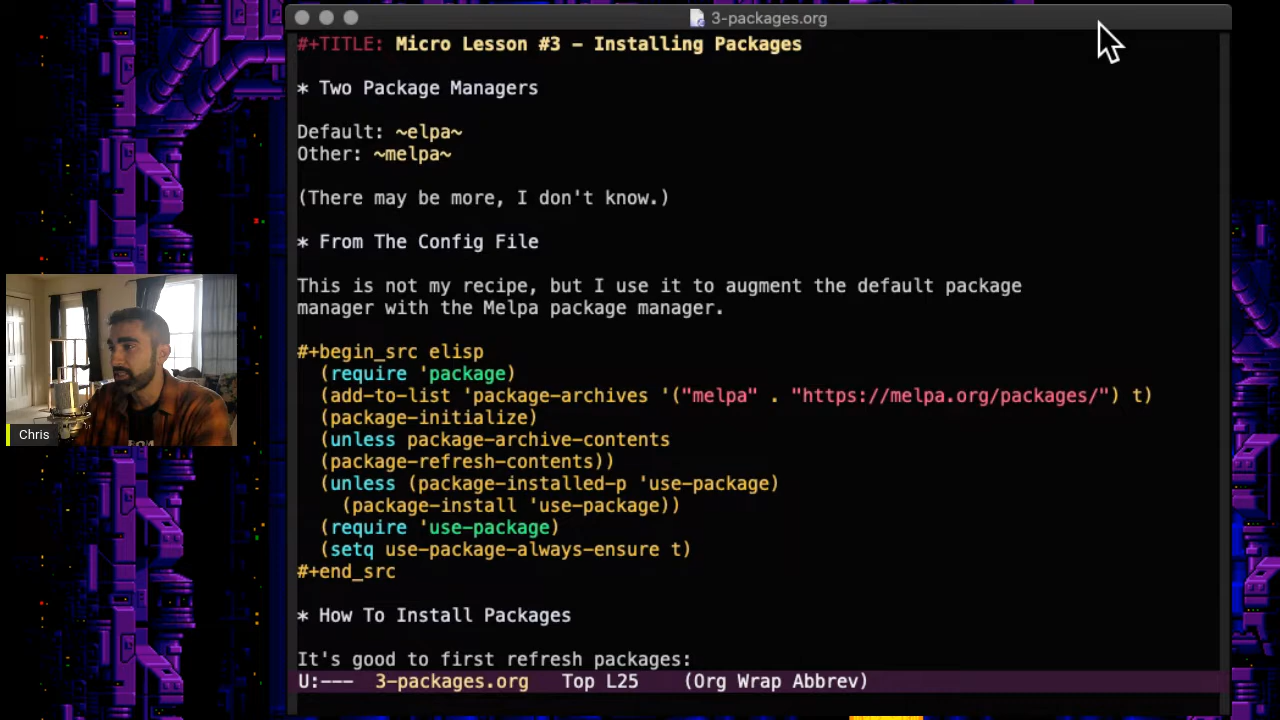 3-packages.org
#+TITLE: Micro Lesson #3 - Installing Packages
* Two Package Managers
Default: ~elpa~
Other: ~melpa~
(There may be more, I don't know.)
* From The Config File
This is not my recipe, but I use it to augment the default package
manager with the Melpa package manager.
#+begin_src elisp
(require 'package)
(add-to-list 'package-archives '("melpa" . "https://melpa.org/packages/") t)
(package-initialize)
(unless package-archive-contents
(package-refresh-contents))
(unless (package-installed-p 'use-package)
(package-install 'use-package))
(require 'use-package)
(setq use-package-always-ensure t)
#+end_src
* How To Install Packages
It's good to first refresh packages:
U:--- 3-packages.org Top L25 (Org Wrap Abbrev)
Chris